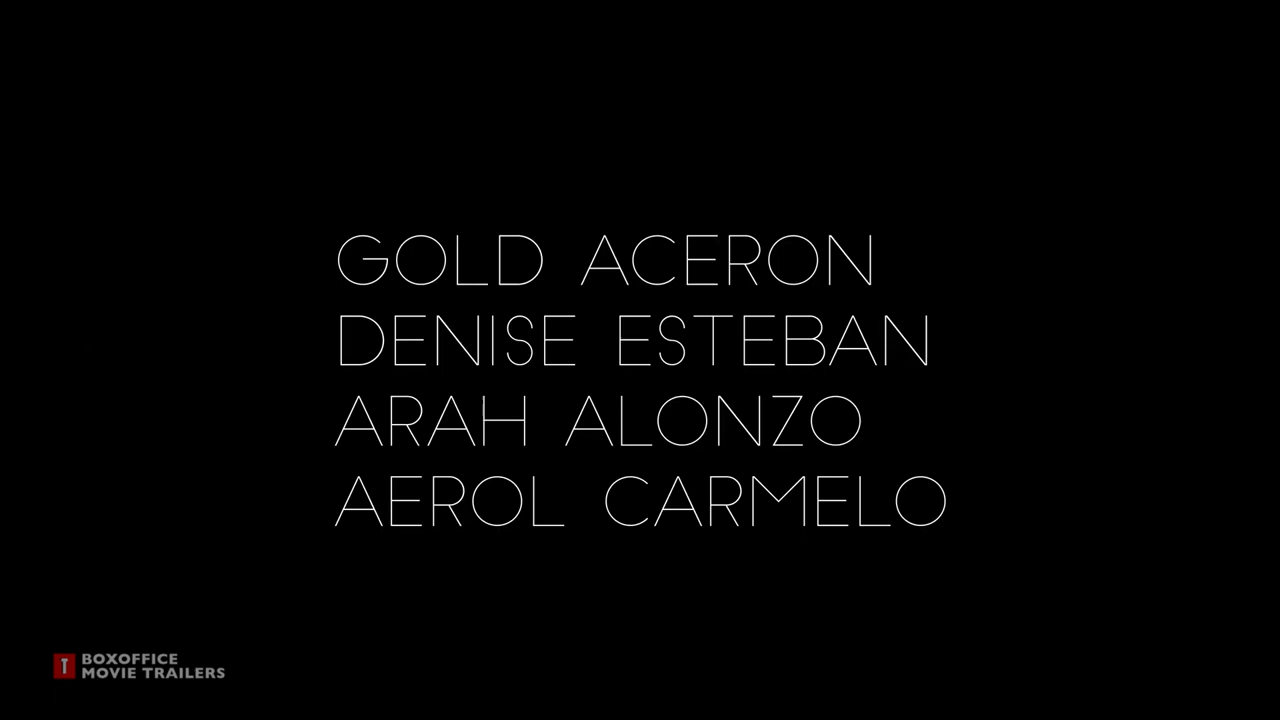 GOLD ACERON
DENISE ESTEBAN
ARAH ALONZO
AEROL CARMELO
BOXOFFICE
MOVIE TRAILERS